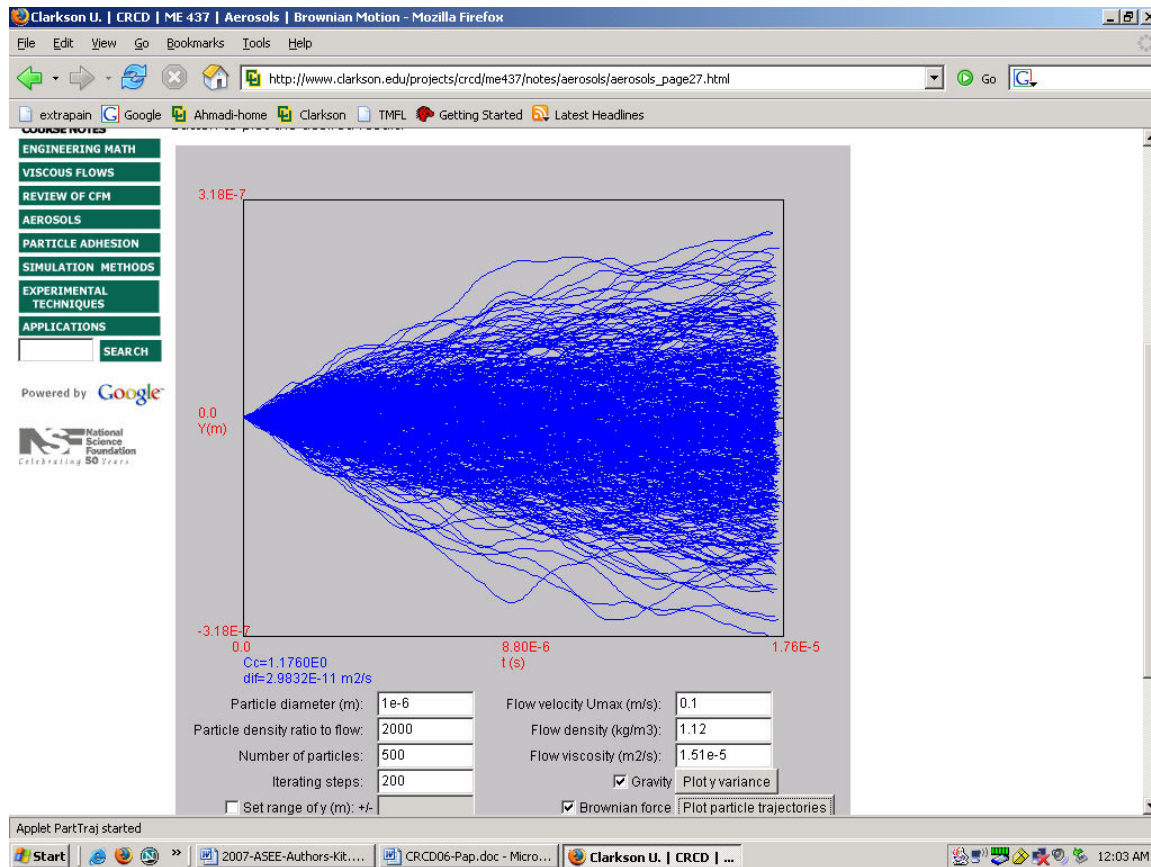 Clarkson U. | CRCD | ME 437 | Aerosols | Brownian Motion - Mozilla Firefox
File Edit View Go Bookmarks Tools Help
http://www.clarkson.edu/projects/crcd/me437/notes/aerosols/aerosols_page27.html Go G
extrapain Google Ahmadi-home Clarkson TMFL Getting Started Latest Headlines
COURSE NOTES
ENGINEERING MATH
VISCOUS FLOWS
REVIEW OF CFM
AEROSOLS
PARTICLE ADHESION
SIMULATION METHODS
EXPERIMENTAL
TECHNIQUES
APPLICATIONS
SEARCH
Powered by Google
NSF National
Science
Foundation
Celebrating 50 Years
3.18E-7
0.0
Y(m)
-3.18E-7
0.0 8.80E-6 1.76E-5
t (s)
Cc=1.1760E0
dif=2.9832E-11 m2/s
Particle diameter (m): 1e-6 Flow velocity Umax (m/s): 0.1
Particle density ratio to flow: 2000 Flow density (kg/m3): 1.12
Number of particles: 500 Flow viscosity (m2/s): 1.51e-5
Iterating steps: 200 Gravity Plot y variance
Set range of y (m): +/- Brownian force Plot particle trajectories
Applet PartTraj started
Start » 2007-ASEE-Authors-Kit.... CRCD06-Pap.doc - Micro... Clarkson U. | CRCD | ... 12:03 AM